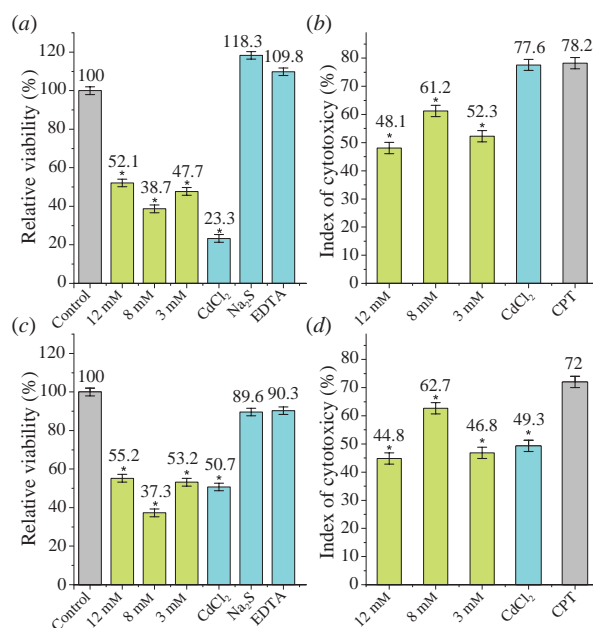 (a)
Relative viability (%)
120
100
80
60
40
20
0
100
52.1
*
38.7
*
47.7
*
23.3
*
118.3
109.8
Control
12 mM
8 mM
3 mM
CdCl₂
Na₂S
EDTA
(b)
Index of cytotoxicy (%)
80
70
60
50
40
30
20
10
0
48.1
*
61.2
*
52.3
*
77.6
78.2
12 mM
8 mM
3 mM
CdCl₂
CPT
(c)
Relative viability (%)
120
100
80
60
40
20
0
100
55.2
*
37.3
*
53.2
*
50.7
*
89.6
90.3
Control
12 mM
8 mM
3 mM
CdCl₂
Na₂S
EDTA
(d)
Index of cytotoxicy (%)
80
70
60
50
40
30
20
10
0
44.8
*
62.7
*
46.8
*
49.3
*
72
12 mM
8 mM
3 mM
CdCl₂
CPT